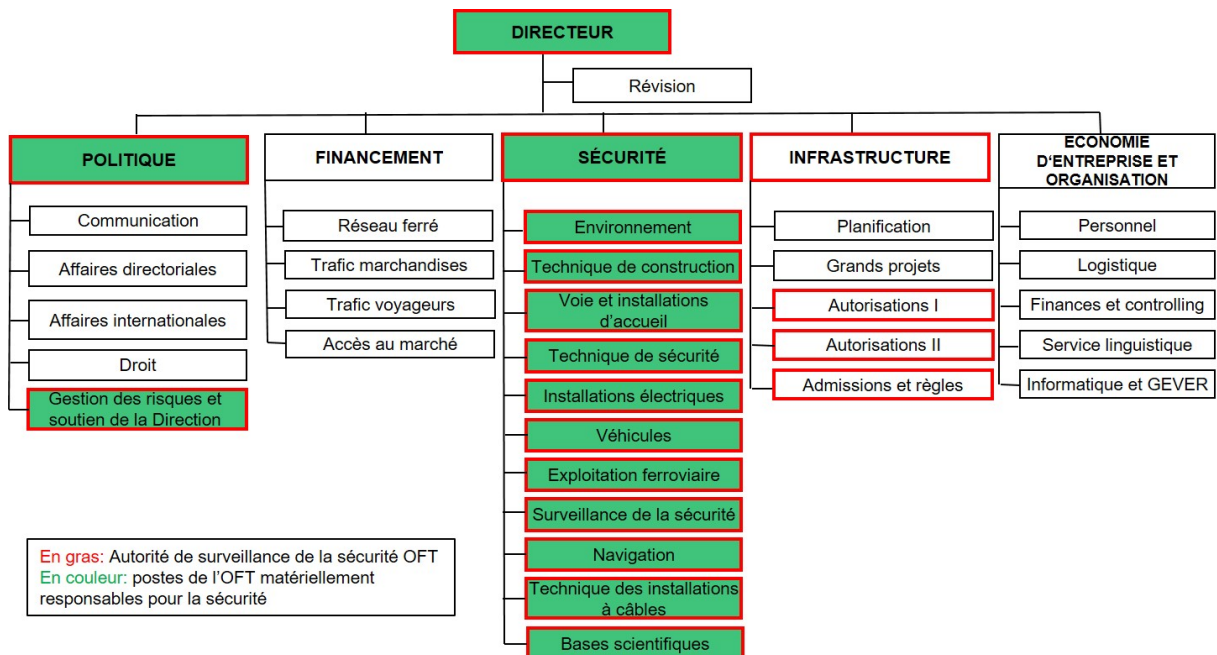 DIRECTEUR
Révision
POLITIQUE
FINANCEMENT
SÉCURITÉ
INFRASTRUCTURE
ECONOMIE
D'ENTREPRISE ET
ORGANISATION
Communication
Affaires directoriales
Affaires internationales
Droit
Gestion des risques et
soutien de la Direction
Réseau ferré
Trafic marchandises
Trafic voyageurs
Accès au marché
Environnement
Technique de construction
Voie et installations
d'accueil
Technique de sécurité
Installations électriques
Véhicules
Exploitation ferroviaire
Surveillance de la sécurité
Navigation
Technique des installations
à câbles
Bases scientifiques
Planification
Grands projets
Autorisations I
Autorisations II
Admissions et règles
Personnel
Logistique
Finances et controlling
Service linguistique
Informatique et GEVER
En gras: Autorité de surveillance de la sécurité OFT
En couleur: postes de l'OFT matériellement
responsables pour la sécurité